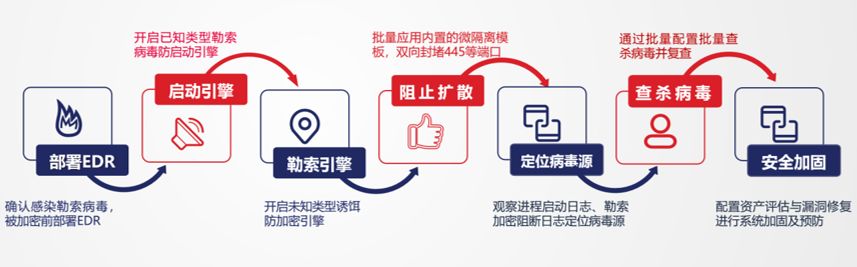 部署EDR
确认感染勒索病毒，
被加密前部署EDR
开启已知类型勒索
病毒防启动引擎
启动引擎
勒索引擎
开启未知类型诱饵
防加密引擎
批量应用内置的微隔离模
板，双向封堵445等端口
阻止扩散
定位病毒源
观察进程启动日志、勒索
加密阻断日志定位病毒源
通过批量配置批量查
杀病毒并复查
查杀病毒
安全加固
配置资产评估与漏洞修复
进行系统加固及预防